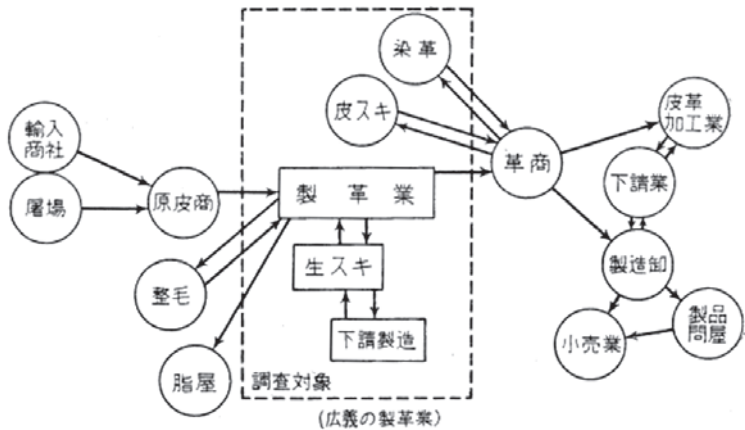 輸入
商社
屠場
原皮商
整毛
脂屋
染革
皮スキ
製革業
生スキ
下請製造
調査対象
(広義の製革業)
革商
皮革
加工業
下請業
製造卸
小売業
製品
問屋